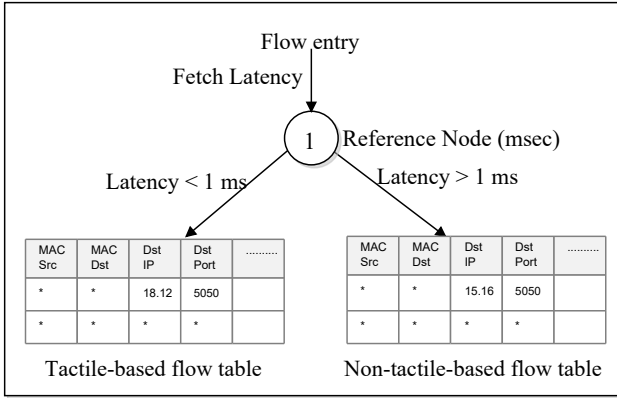 Flow entry
Fetch Latency
1 Reference Node (msec)
Latency < 1 ms Latency > 1 ms
MAC Src MAC Dst Dst IP Dst Port ..........
* * 18.12 5050
* * * *
MAC Src MAC Dst Dst IP Dst Port ..........
* * 15.16 5050
* * * *
Tactile-based flow table Non-tactile-based flow table